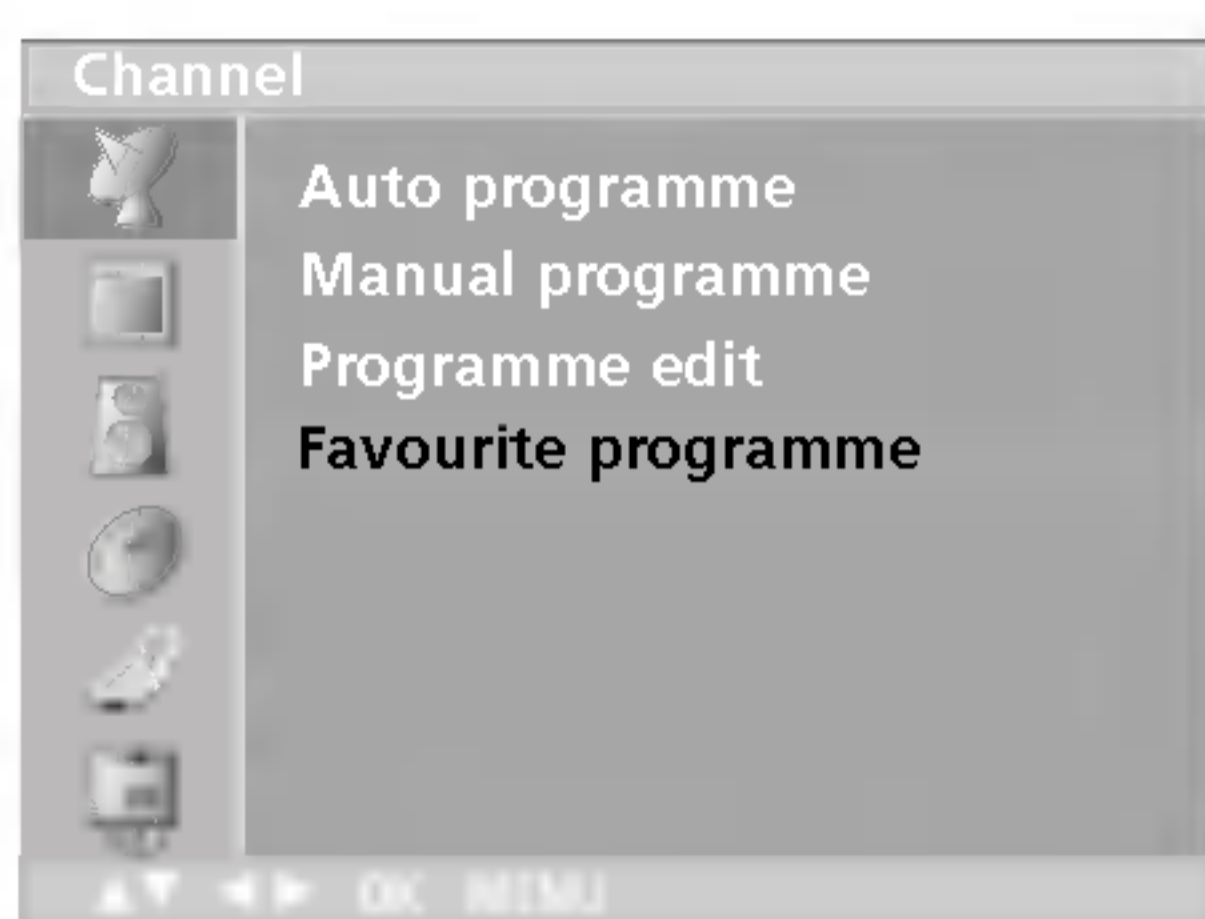 Channel
Auto programme
Manual programme
Programme edit
Favourite programme
▲▼ ◀▶ OK MENU